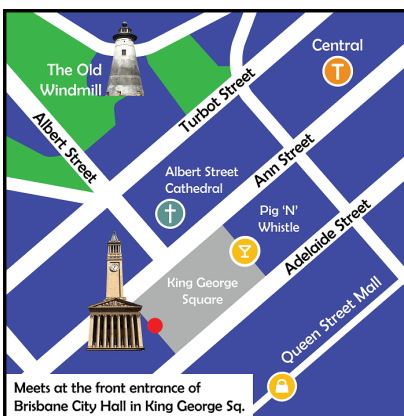 Central
T
The Old
Windmill
Turbot Street
Albert Street
Ann Street
Albert Street
Cathedral
Pig 'N'
Whistle
Adelaide Street
King George
Square
Queen Street Mall
Meets at the front entrance of
Brisbane City Hall in King George Sq.